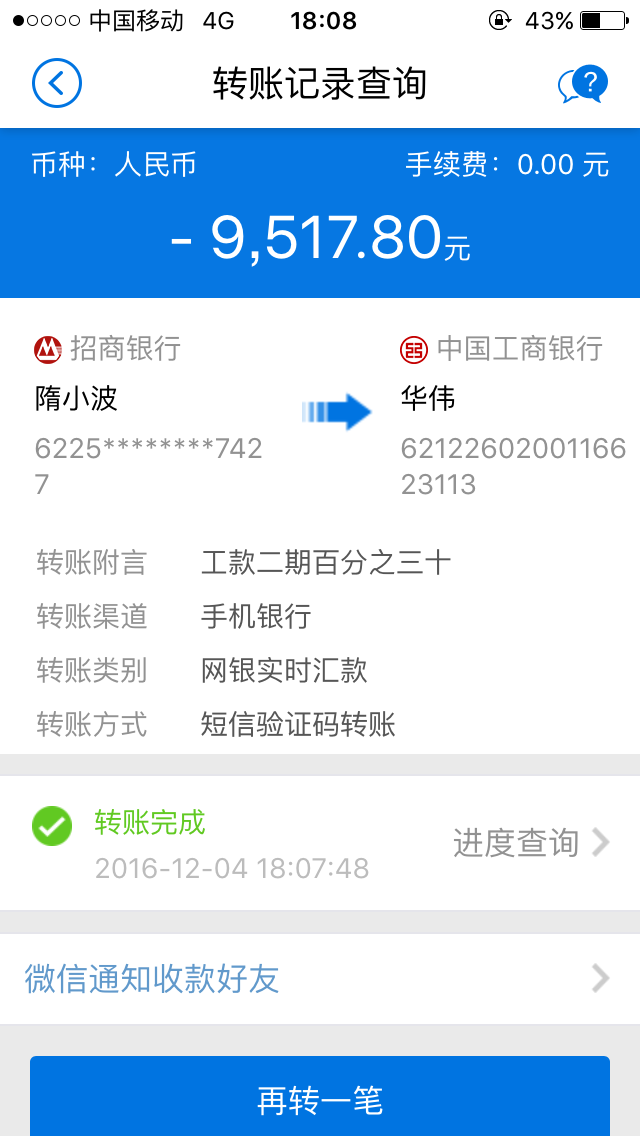 中国移动 4G 18:08 43%
转账记录查询
?
币种：人民币 手续费：0.00 元
- 9,517.80元
招商银行 中国工商银行
隋小波 华伟
6225********742 62122602001166
7 23113
转账附言 工款二期百分之三十
转账渠道 手机银行
转账类别 网银实时汇款
转账方式 短信验证码转账
转账完成
进度查询
2016-12-04 18:07:48
微信通知收款好友
再转一笔